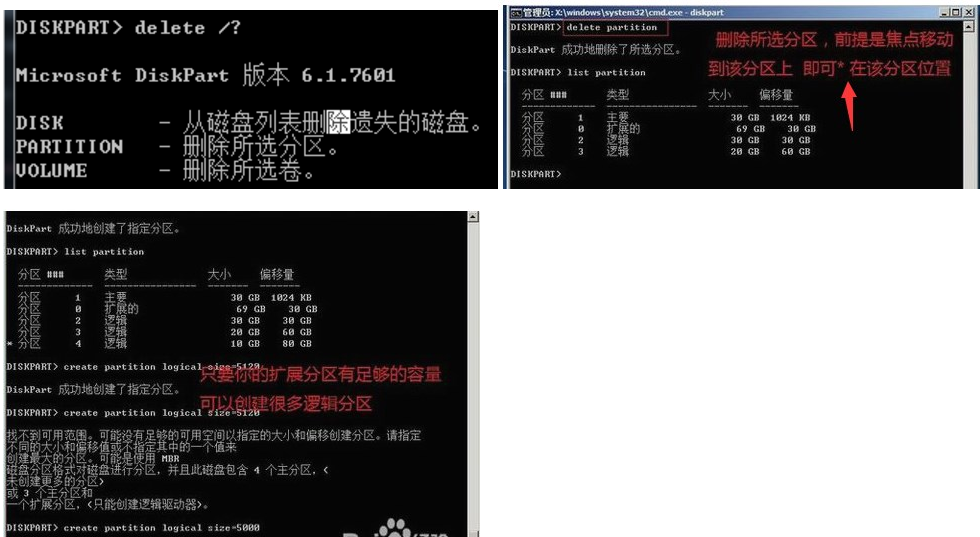 DISKPART> delete /?
Microsoft DiskPart 版本 6.1.7601
DISK - 从磁盘列表删除遗失的磁盘。
PARTITION - 删除所选分区。
VOLUME - 删除所选卷。
管理员: X:\windows\system32\cmd.exe - diskpart
DISKPART> delete partition
DiskPart 成功地删除了所选分区。
DISKPART> list partition
删除所选分区，前提是焦点移动
到该分区上 即可* 在该分区位置
分区 ### 类型 大小 偏移量
------------- ---------------- ------- -------
分区 1 主要 30 GB 1024 KB
分区 0 扩展的 69 GB 30 GB
分区 2 逻辑 30 GB 30 GB
分区 3 逻辑 20 GB 60 GB
DISKPART>
DiskPart 成功地创建了指定分区。
DISKPART> list partition
分区 ### 类型 大小 偏移量
------------- ---------------- ------- -------
分区 1 主要 30 GB 1024 KB
分区 0 扩展的 69 GB 30 GB
分区 2 逻辑 30 GB 30 GB
分区 3 逻辑 20 GB 60 GB
* 分区 4 逻辑 10 GB 80 GB
DISKPART> create partition logical size=5120
只要你的扩展分区有足够的容量
DiskPart 成功地创建了指定分区。
可以创建很多逻辑分区
DISKPART> create partition logical size=5120
找不到可用范围。可能没有足够的可用空间以指定的大小和偏移创建分区。请指定
不同的大小和偏移值或不指定其中的一个值来
创建最大的分区。可能是使用 MBR
磁盘分区格式对磁盘进行分区，并且此磁盘包含 4 个主分区，(
未创建更多的分区)
或 3 个主分区和
一个扩展分区，(只能创建逻辑驱动器)。
DISKPART> create partition logical size=5000